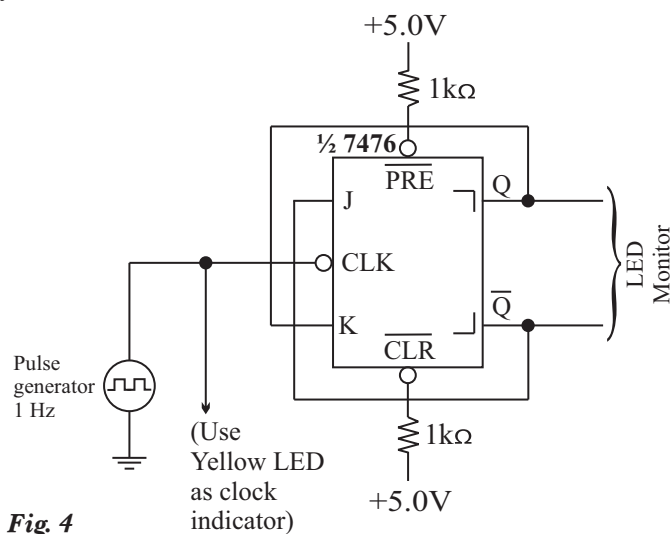 +5.0V
1kΩ
½ 7476
PRE
J
Q
CLK
LED
Monitor
K
Q
CLR
Pulse
generator
1 Hz
1kΩ
(Use
Yellow LED
as clock
indicator)
+5.0V
Fig. 4